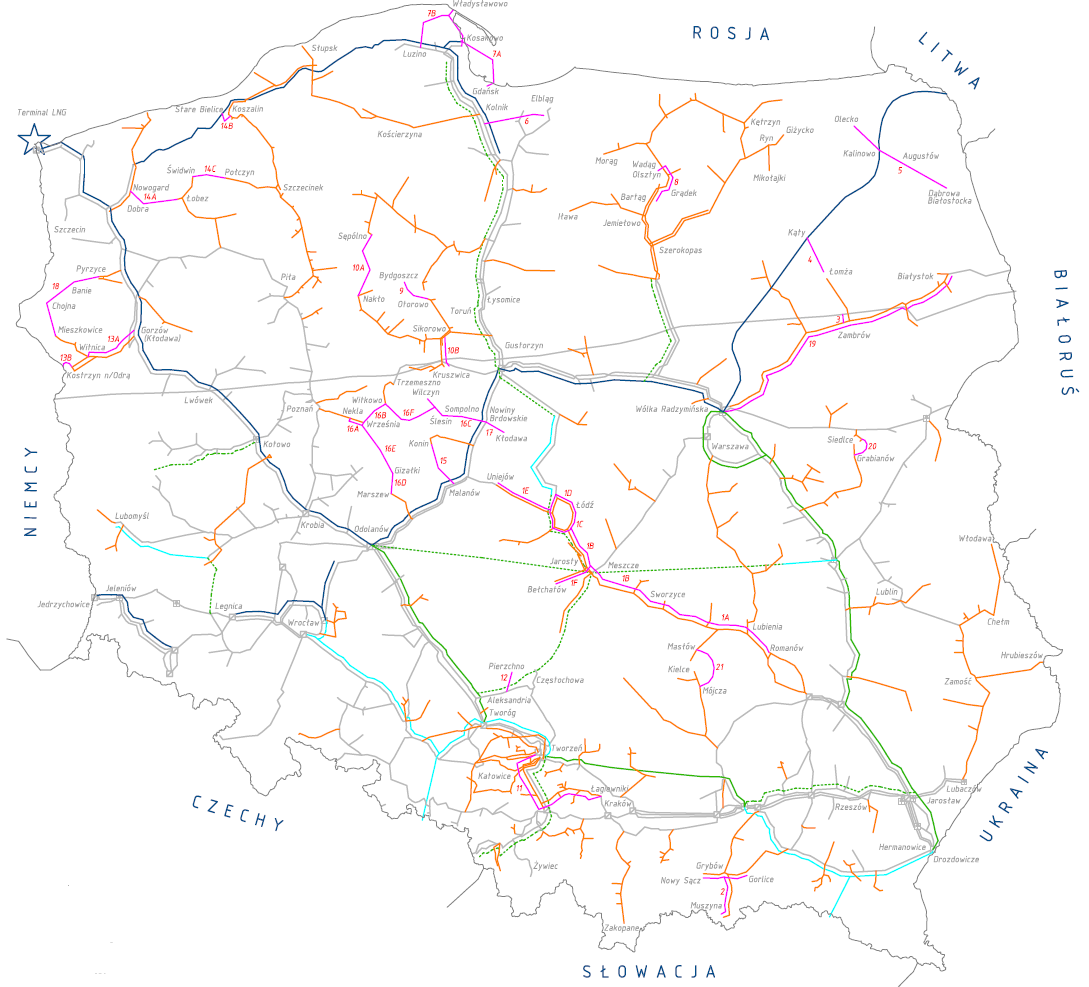 Władysławowo
7B
ROSJA
LITWA
Kosakowo
Słupsk
Luzino
7A
Gdańsk
Elbląg
Kolnik
Terminal LNG
Stare Bielice
Koszalin
14B
6
Kościerzyna
Kętrzyn
Giżycko
Ryn
Olecko
Kalinowo
Augustów
5
Morąg
Wadąg
Olsztyn
8
Mikołajki
Gradek
Dąbrowa
Białostocka
Świdwin
14C
Połczyn
Nowogard
14A
Łobez
Szczecinek
Dobra
Bartąg
Iława
Jemiełowo
Szczecin
Sępólno
Kąty
4
Szerokopas
Pyrzyce
10A
Bydgoszcz
9
Piła
Łomża
Białystok
BIAŁORUŚ
18
Banie
Chojna
Nakło
Otorowo
Łysomice
Toruń
3
Zambrów
Mieszkowice
Gorzów
(Kłodawa)
13A
Witnica
Sikorowo
Gustorzyn
19
10B
13B
Kostrzyn n/Odrą
Kruszwica
Trzemeszno
Wilczyn
Lwówek
Poznań
Witkowo
Nekla
16B
16F
Sompolno
Nowiny
Brdowskie
Wólka Radzymińska
16A
Września
Ślesin
16C
17
Kłodawa
Kotowo
16E
Konin
Warszawa
Siedlce
20
Grabianów
NIEMCY
15
Gizałki
16D
Marszew
Malanów
Uniejów
1E
1D
Łódź
1C
Lubomyśl
Krobia
Odolanów
1B
Włodawa
Jarosty
Meszcze
1F
Bełchatów
1B
Sworzyce
Jedrzychowice
Jeleniów
Legnica
Lublin
Wrocław
1A
Lubienia
Chełm
Masłów
Romanów
Hrubieszów
Pierzchno
12
Kielce
21
Częstochowa
Mójcza
Zamość
Aleksandria
Tworóg
Tworzeń
Katowice
11
Łagiewniki
Kraków
Rzeszów
Lubaczów
Jarosław
UKRAINA
CZECHY
Hermanowice
Drozdowicze
Żywiec
Grybów
Nowy Sącz
Gorlice
2
Muszyna
Zakopane
SŁOWACJA